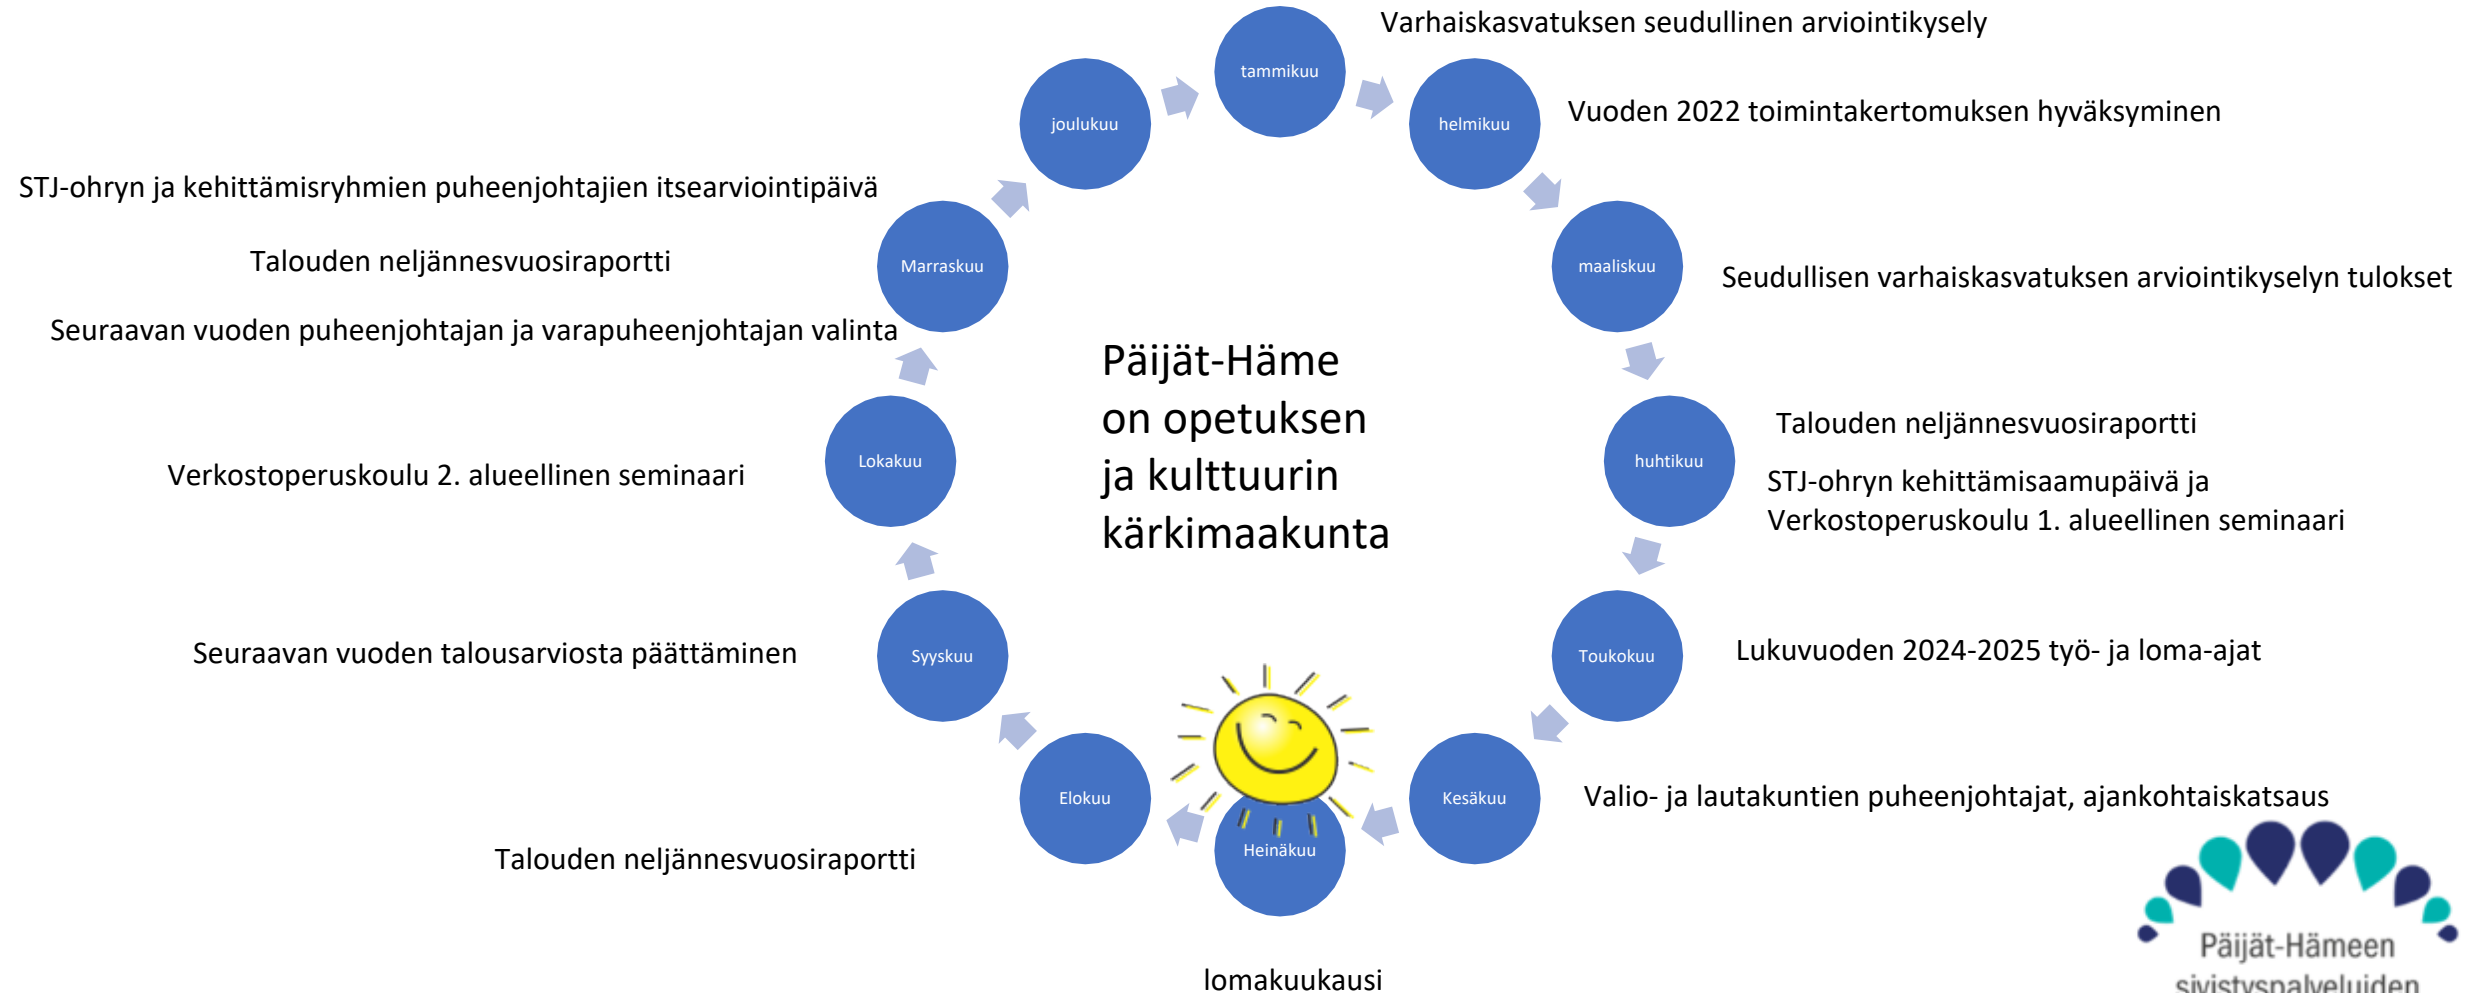 Varhaiskasvatuksen seudullinen arviointikysely
tammikuu
helmikuu
Vuoden 2022 toimintakertomuksen hyväksyminen
joulukuu
STJ-ohryn ja kehittämisryhmien puheenjohtajien itsearviointipäivä
Talouden neljännesvuosiraportti
Marraskuu
Seuraavan vuoden puheenjohtajan ja varapuheenjohtajan valinta
maaliskuu
Seudullisen varhaiskasvatuksen arviointikyselyn tulokset
Päijät-Häme
on opetuksen
ja kulttuurin
kärkimaakunta
huhtikuu
Talouden neljännesvuosiraportti
STJ-ohryn kehittämisaamupäivä ja
Verkostoperuskoulu 1. alueellinen seminaari
Lokakuu
Verkostoperuskoulu 2. alueellinen seminaari
Toukokuu
Lukuvuoden 2024-2025 työ- ja loma-ajat
Syyskuu
Seuraavan vuoden talousarviosta päättäminen
Kesäkuu
Valio- ja lautakuntien puheenjohtajat, ajankohtaiskatsaus
Elokuu
Talouden neljännesvuosiraportti
Heinäkuu
lomakuukausi
Päijät-Hämeen
sivistyspalveluiden